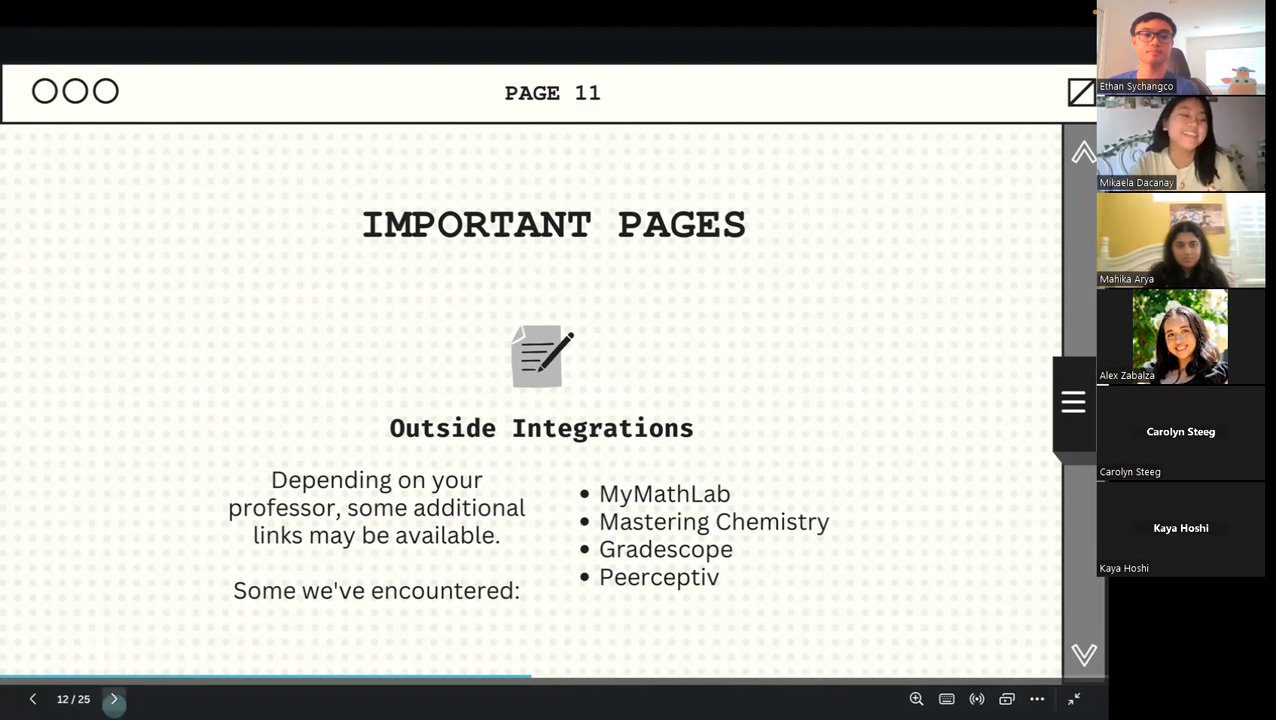 PAGE 11
IMPORTANT PAGES
Outside Integrations
Depending on your
professor, some additional
links may be available.
Some we've encountered:
• MyMathLab
• Mastering Chemistry
• Gradescope
• Peerceptiv
12 / 25
Ethan Sychangco
Mikaela Dacanay
Mahika Arya
Alex Zabalza
Carolyn Steeg
Carolyn Steeg
Kaya Hoshi
Kaya Hoshi